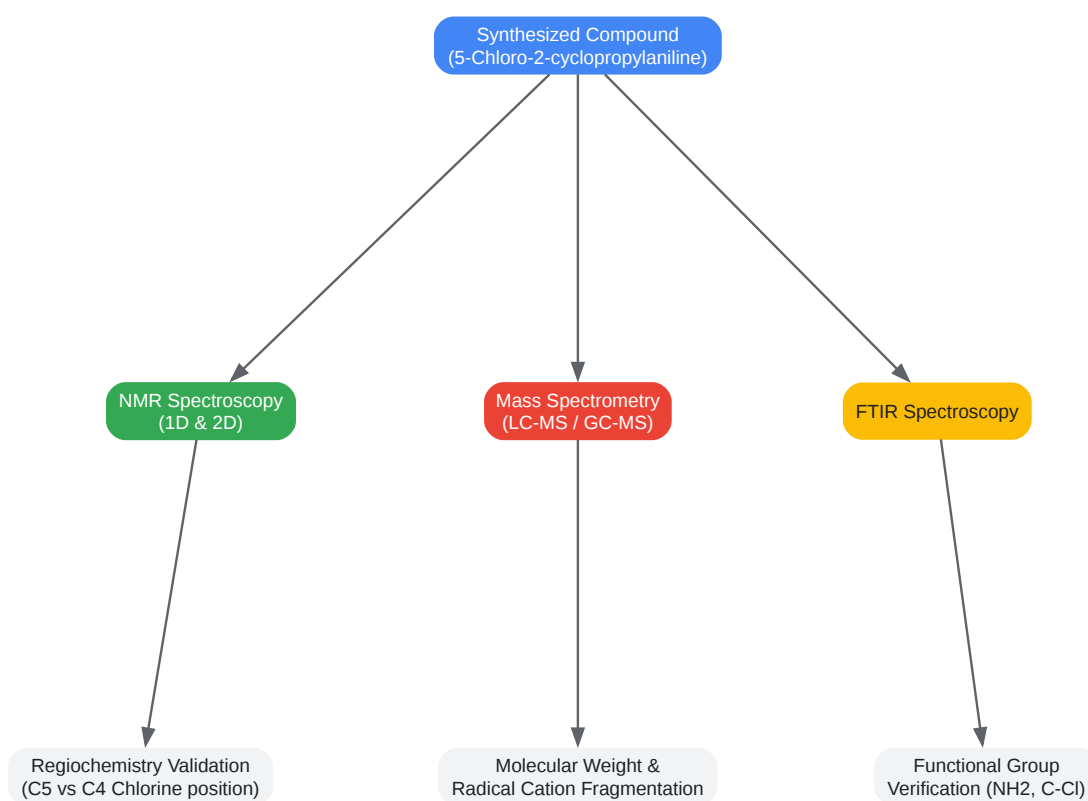 Synthesized Compound
(5-Chloro-2-cyclopropylaniline)
NMR Spectroscopy
(1D & 2D)
Mass Spectrometry
(LC-MS / GC-MS)
FTIR Spectroscopy
Regiochemistry Validation
(C5 vs C4 Chlorine position)
Molecular Weight &
Radical Cation Fragmentation
Functional Group
Verification (NH2, C-Cl)